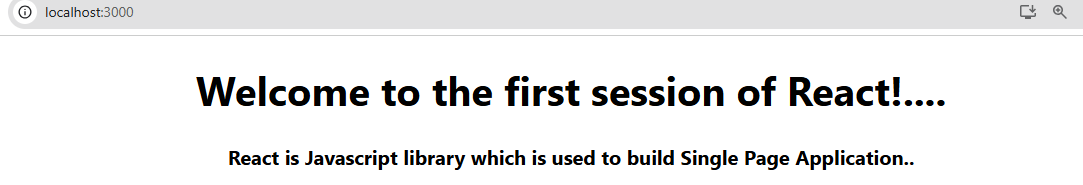 localhost:3000
Welcome to the first session of React!....
React is Javascript library which is used to build Single Page Application..